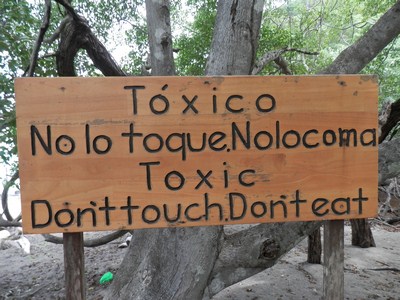 Tóxico
No lo toque. No lo coma
Toxic
Don't touch. Don't eat